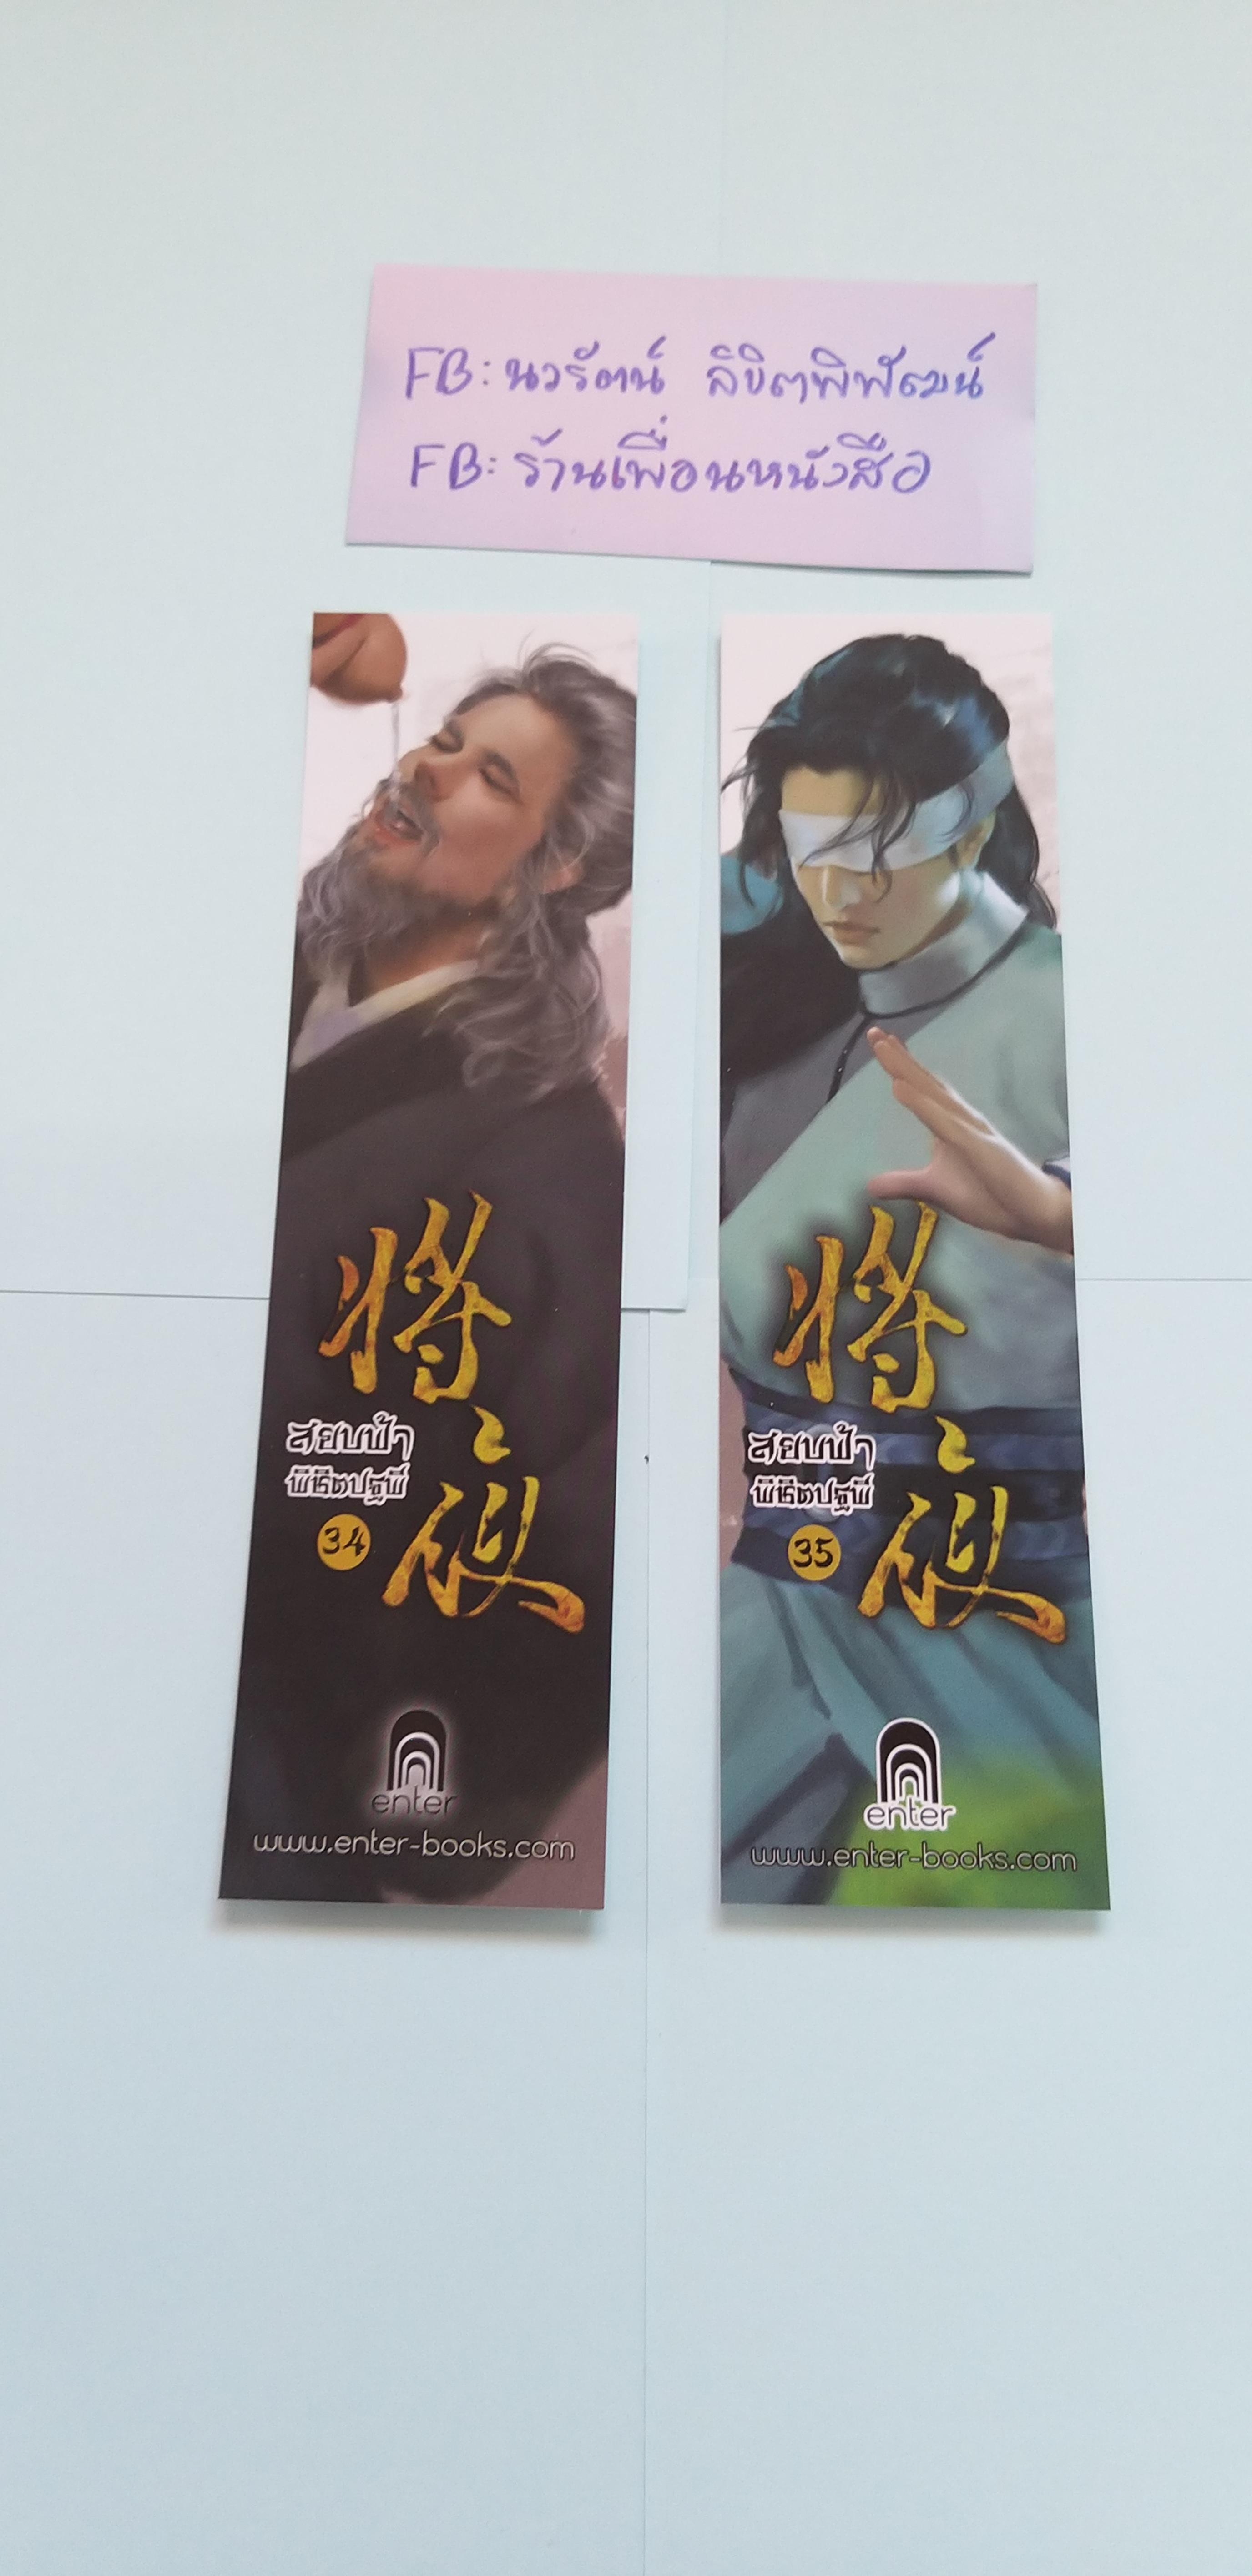 FB: นวรัตน์ ลิขิตพิพัฒน์
FB: ร้านเพื่อนหนังสือ
將
สยบฟ้า
พิชิตปฐพี
34
夜
enter
www.enter-books.com
將
สยบฟ้า
พิชิตปฐพี
35
夜
enter
www.enter-books.com